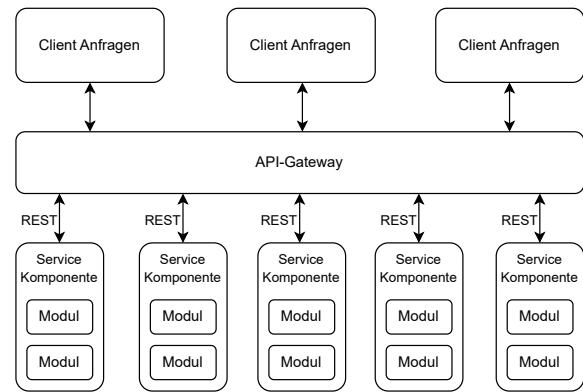 Client Anfragen
Client Anfragen
Client Anfragen
API-Gateway
REST
REST
REST
REST
REST
Service
Komponente
Modul
Modul
Service
Komponente
Modul
Modul
Service
Komponente
Modul
Modul
Service
Komponente
Modul
Modul
Service
Komponente
Modul
Modul